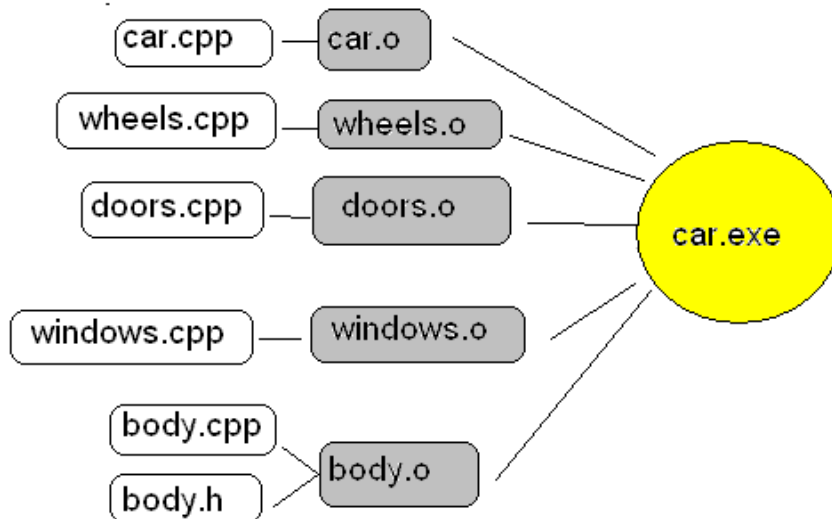 car.cpp
car.o
wheels.cpp
wheels.o
doors.cpp
doors.o
car.exe
windows.cpp
windows.o
body.cpp
body.o
body.h